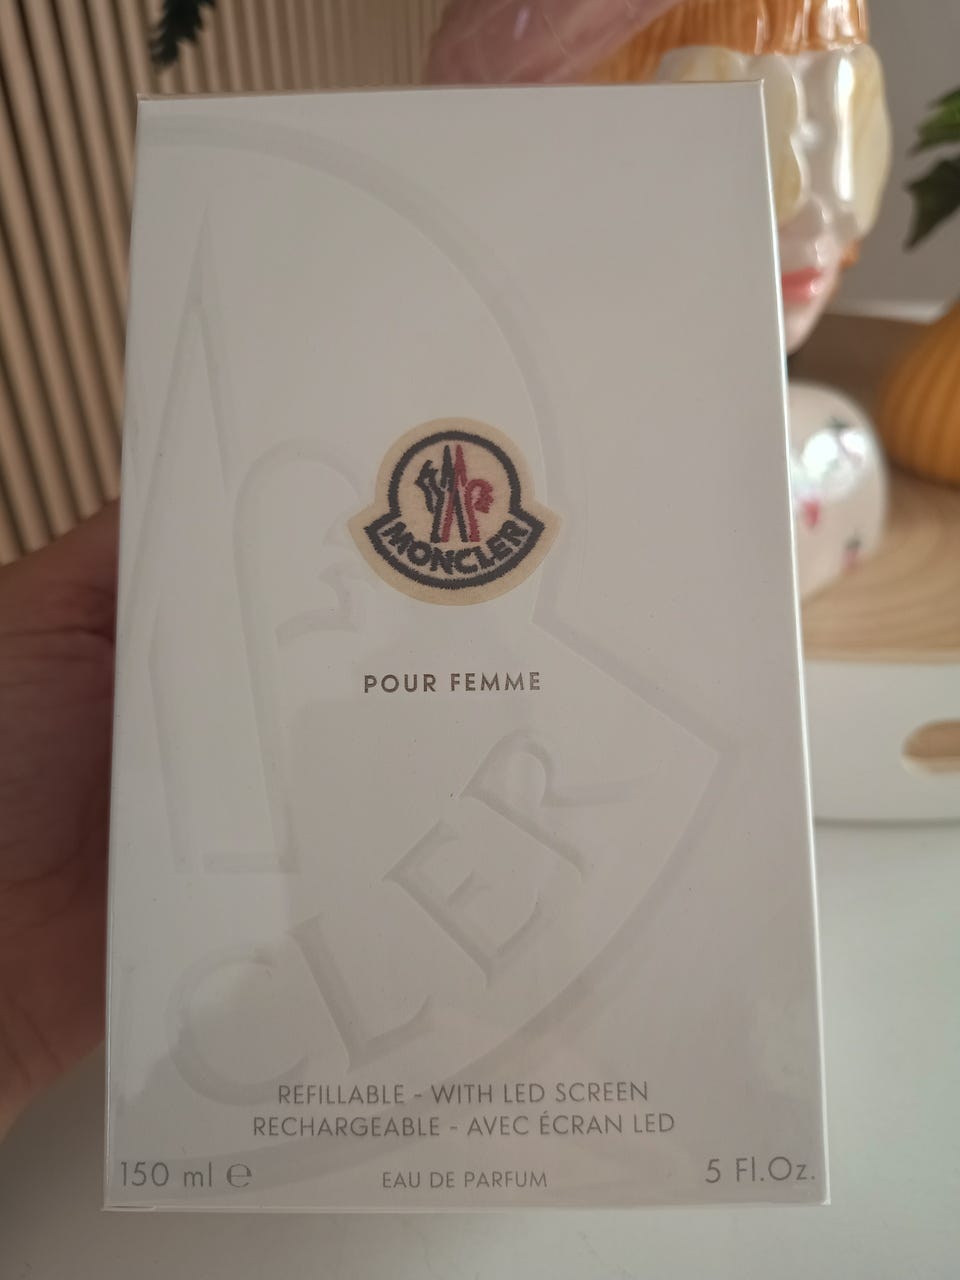 MONCLER
POUR FEMME
CLER
REFILLABLE - WITH LED SCREEN
RECHARGEABLE - AVEC ÉCRAN LED
150 ml ℮
EAU DE PARFUM
5 Fl.Oz.